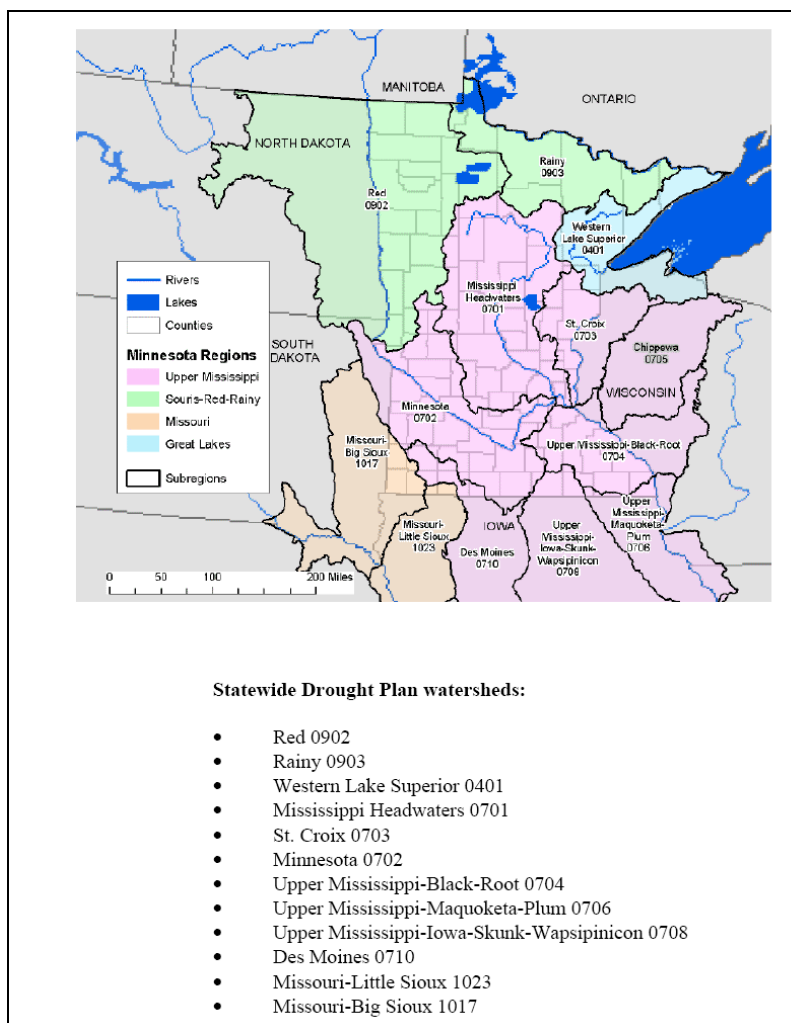 MANITOBA
ONTARIO
NORTH DAKOTA
Rainy
0903
Red
0902
Western
Lake Superior
0401
Mississippi
Headwaters
0701
St. Croix
0703
Chippewa
0705
WISCONSIN
SOUTH
DAKOTA
Minnesota
0702
Upper Mississippi-Black-Root
0704
Missouri-
Big Sioux
1017
Missouri-
Little Sioux
1023
IOWA
Des Moines
0710
Upper
Mississippi-
Iowa-Skunk-
Wapsipinicon
0708
Upper
Mississippi-
Maquoketa-
Plum
0706
Rivers
Lakes
Counties
Minnesota Regions
Upper Mississippi
Souris-Red-Rainy
Missouri
Great Lakes
Subregions
0 50 100 200 Miles
Statewide Drought Plan watersheds:
• Red 0902
• Rainy 0903
• Western Lake Superior 0401
• Mississippi Headwaters 0701
• St. Croix 0703
• Minnesota 0702
• Upper Mississippi-Black-Root 0704
• Upper Mississippi-Maquoketa-Plum 0706
• Upper Mississippi-Iowa-Skunk-Wapsipinicon 0708
• Des Moines 0710
• Missouri-Little Sioux 1023
• Missouri-Big Sioux 1017